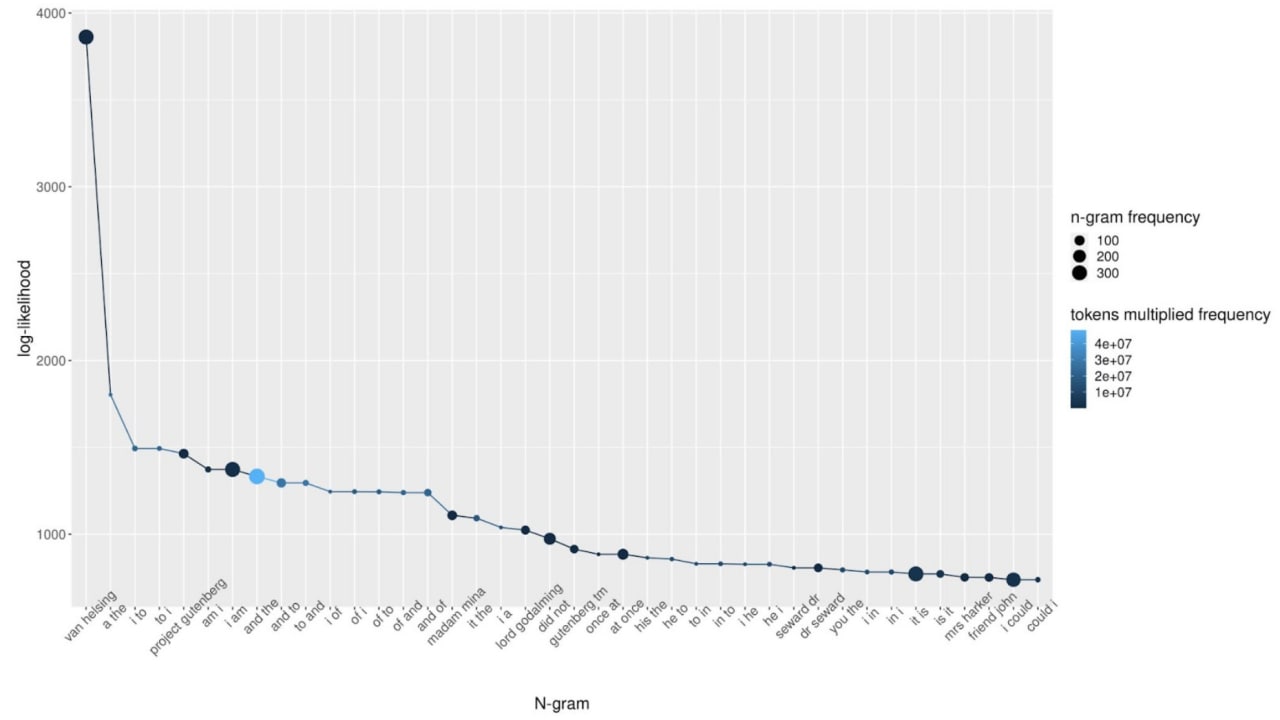 4000
3000
2000
1000
log-likelihood
van helsing
a the
i to
to i
project gutenberg
am i
i am
and the
and to
to and
i of
of i
of to
of and
and of
madam mina
it the
i a
lord godalming
did not
gutenberg tm
once at
at once
his the
he to
to in
in to
i he
he i
seward dr
dr seward
you the
i in
in i
it is
is it
mrs harker
friend john
i could
could i
N-gram
n-gram frequency
100
200
300
tokens multiplied frequency
4e+07
3e+07
2e+07
1e+07